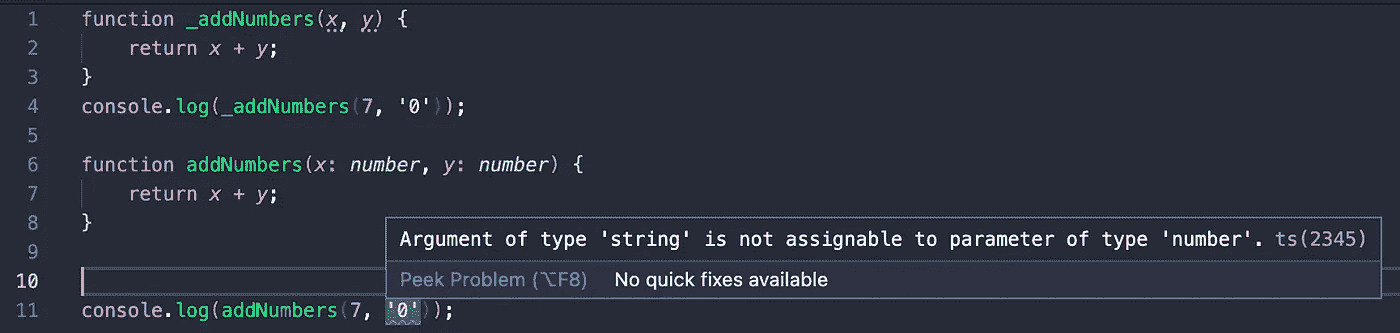 1 function _addNumbers(x, y) {
2 return x + y;
3 }
4 console.log(_addNumbers(7, '0'));
5
6 function addNumbers(x: number, y: number) {
7 return x + y;
8 }
Argument of type 'string' is not assignable to parameter of type 'number'. ts(2345)
9
Peek Problem (⌥F8) No quick fixes available
10
11 console.log(addNumbers(7, '0'));